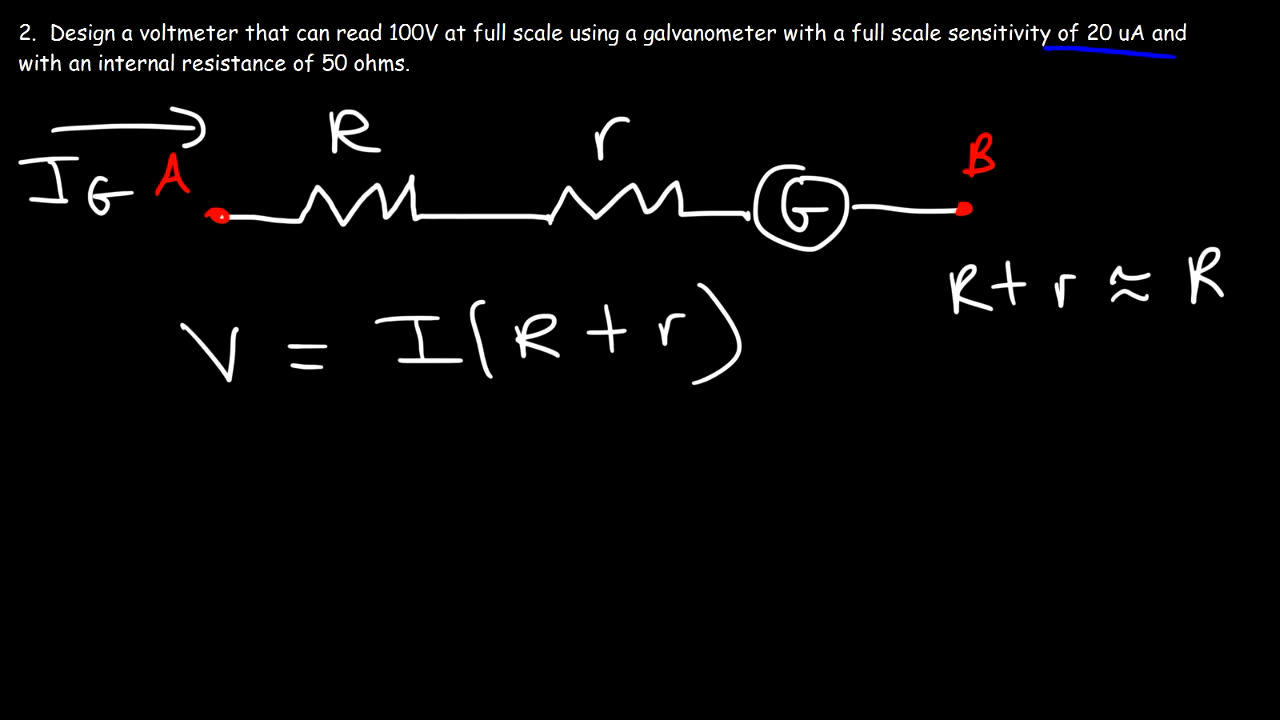 2. Design a voltmeter that can read 100V at full scale using a galvanometer with a full scale sensitivity of 20 uA and
with an internal resistance of 50 ohms.
R r
I_G A B
G
R + r ≈ R
V = I(R + r)